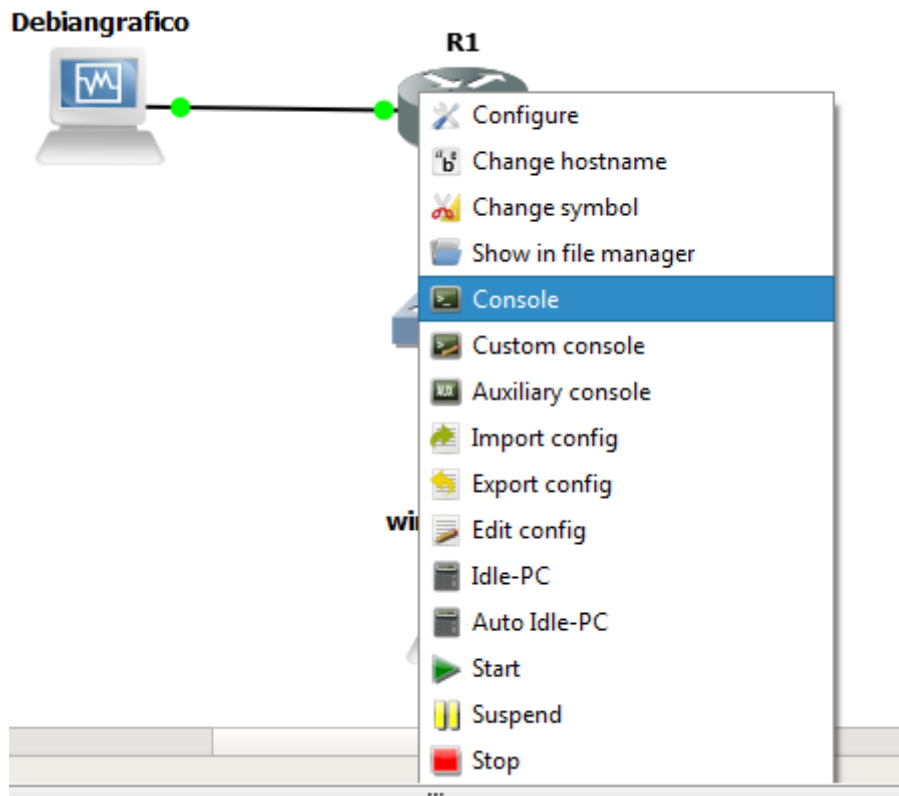 Debiangrafico
R1
Configure
Change hostname
Change symbol
Show in file manager
Console
Custom console
Auxiliary console
Import config
Export config
Edit config
Idle-PC
Auto Idle-PC
Start
Suspend
Stop